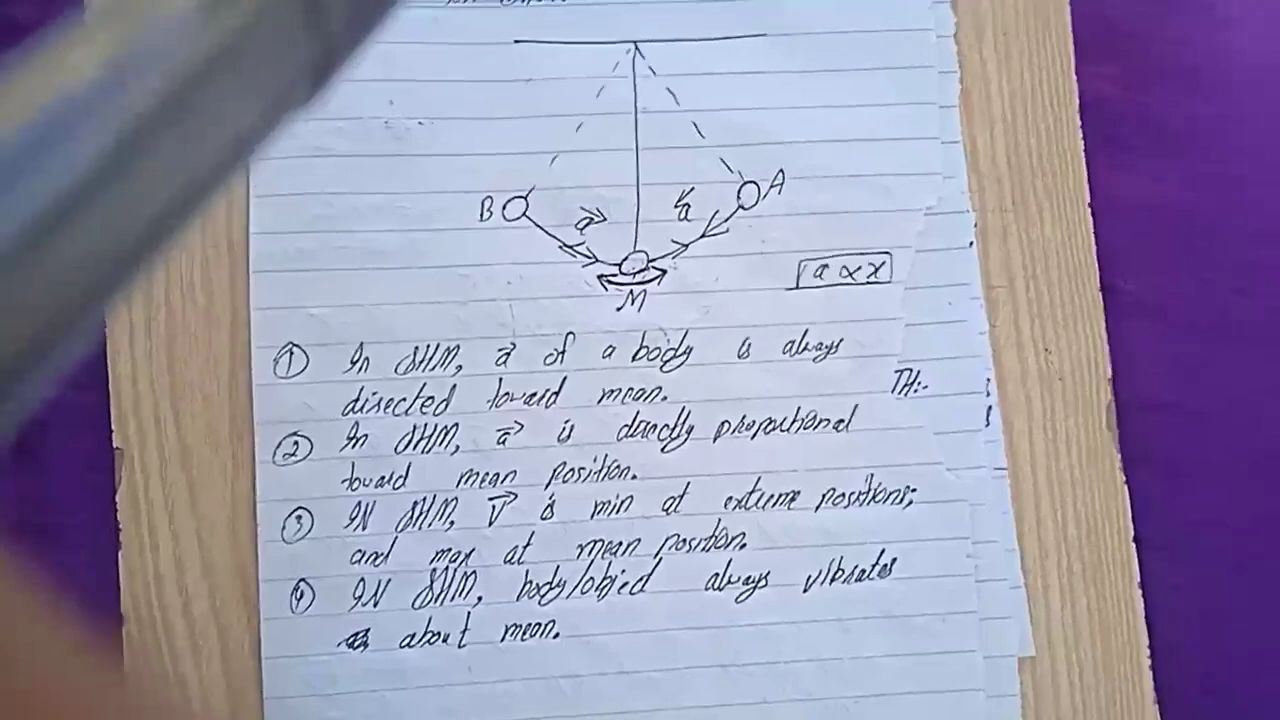 B
A
a
a
M
a ∝ x
① In SHM, a⃗ of a body is always
directed toward mean.
TH:-
② In SHM, a⃗ is directly proportional
toward mean position.
③ IN SHM, V⃗ is min at extreme positions;
and max at mean position.
④ IN SHM, body/object always vibrates
about mean.